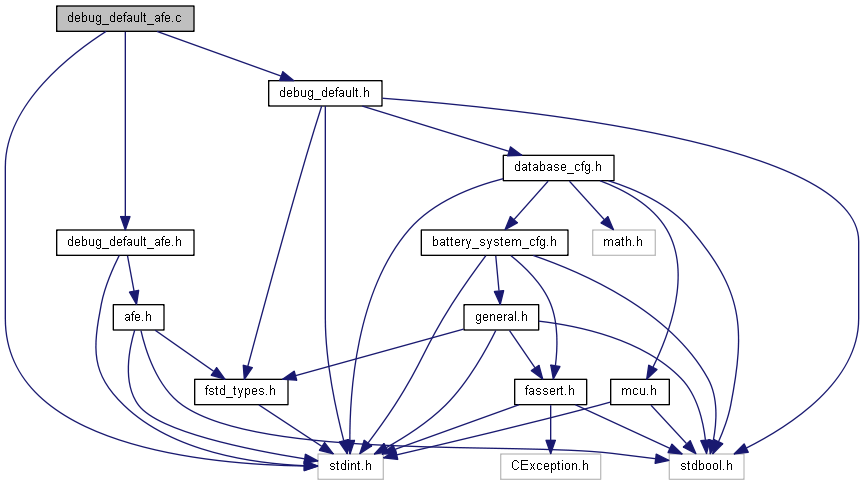 debug_default_afe.c
debug_default.h
database_cfg.h
debug_default_afe.h
battery_system_cfg.h
math.h
afe.h
general.h
fstd_types.h
fassert.h
mcu.h
stdint.h
CException.h
stdbool.h